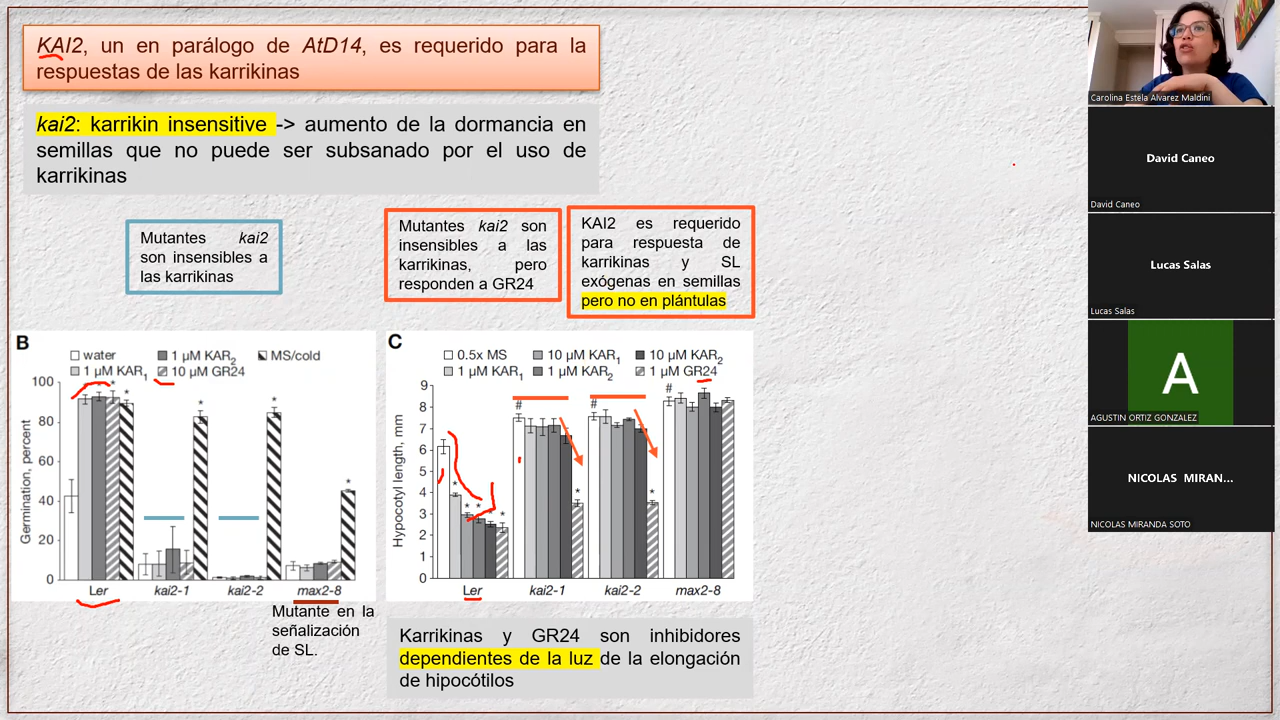 KAI2, un en parálogo de AtD14, es requerido para la
respuestas de las karrikinas
kai2: karrikin insensitive -> aumento de la dormancia en
semillas que no puede ser subsanado por el uso de
karrikinas
Mutantes kai2
son insensibles a
las karrikinas
Mutantes kai2 son
insensibles a las
karrikinas, pero
responden a GR24
KAI2 es requerido
para respuesta de
karrikinas y SL
exógenas en semillas
pero no en plántulas
B
water
1 µM KAR2
MS/cold
1 µM KAR1
10 µM GR24
Germination, percent
100
80
60
40
20
0
* * * * *
Ler kai2-1 kai2-2 max2-8
Mutante en la
señalización
de SL.
C
0.5x MS
10 µM KAR1
10 µM KAR2
1 µM KAR1
1 µM KAR2
1 µM GR24
Hypocotyl length, mm
9
8
7
6
5
4
3
2
1
0
# # #
* * * * * * *
Ler kai2-1 kai2-2 max2-8
Karrikinas y GR24 son inhibidores
dependientes de la luz de la elongación
de hipocótilos
Carolina Estela Alvarez Maldini
David Caneo
David Caneo
Lucas Salas
Lucas Salas
A
AGUSTIN ORTIZ GONZALEZ
NICOLAS MIRAN...
NICOLAS MIRANDA SOTO